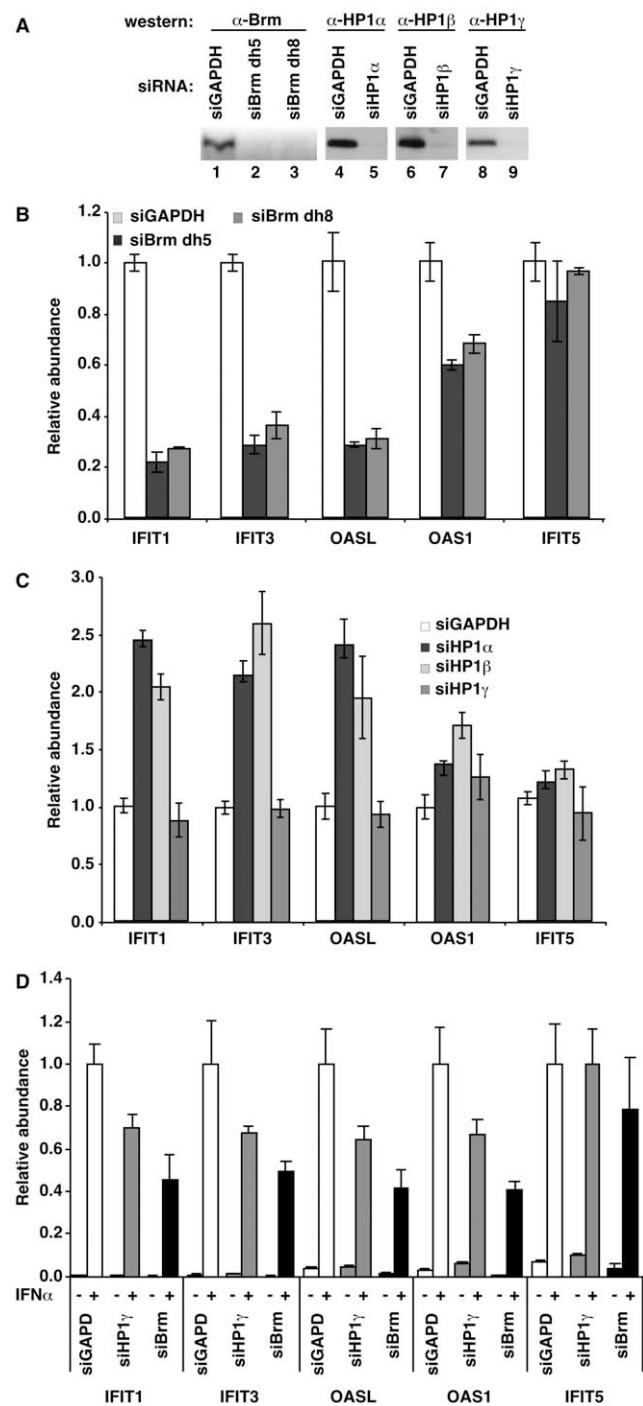 A
western: α-Brm α-HP1α α-HP1β α-HP1γ
siRNA: siGAPDH siBrm dh5 siBrm dh8 siGAPDH siHP1α siGAPDH siHP1β siGAPDH siHP1γ
1 2 3 4 5 6 7 8 9
B
siGAPDH siBrm dh8
siBrm dh5
Relative abundance
1.2
1.0
0.8
0.6
0.4
0.2
0.0
IFIT1 IFIT3 OASL OAS1 IFIT5
C
siGAPDH
siHP1α
siHP1β
siHP1γ
Relative abundance
3.0
2.5
2.0
1.5
1.0
0.5
0.0
IFIT1 IFIT3 OASL OAS1 IFIT5
D
Relative abundance
1.4
1.2
1.0
0.8
0.6
0.4
0.2
0.0
IFNα - + - + - + - + - + - + - + - + - + - + - + - + - + - + - +
siGAPD siHP1γ siBrm siGAPD siHP1γ siBrm siGAPD siHP1γ siBrm siGAPD siHP1γ siBrm siGAPD siHP1γ siBrm
IFIT1 IFIT3 OASL OAS1 IFIT5